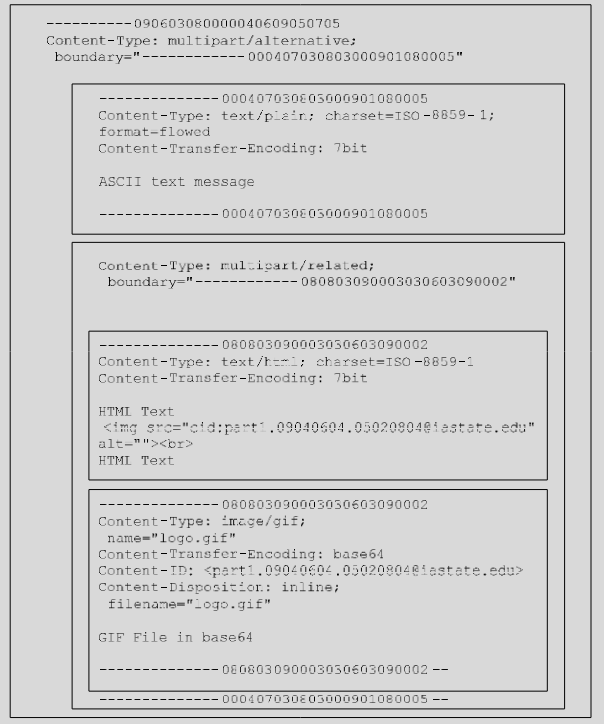 ----------090603080000040609050705
Content-Type: multipart/alternative;
boundary="------------000407030803000901080005"
--------------000407030803000901080005
Content-Type: text/plain; charset=ISO-8859-1;
format=flowed
Content-Transfer-Encoding: 7bit
ASCII text message
--------------000407030803000901080005
Content-Type: multipart/related;
boundary="------------080803090003030603090002"
--------------080803090003030603090002
Content-Type: text/html; charset=ISO-8859-1
Content-Transfer-Encoding: 7bit
HTML Text
<img src="cid:part1.09040604.05020804@iastate.edu"
alt=""><br>
HTML Text
--------------080803090003030603090002
Content-Type: image/gif;
name="logo.gif"
Content-Transfer-Encoding: base64
Content-ID: <part1.09040604.05020804@iastate.edu>
Content-Disposition: inline;
filename="logo.gif"
GIF File in base64
--------------080803090003030603090002--
--------------000407030803000901080005--